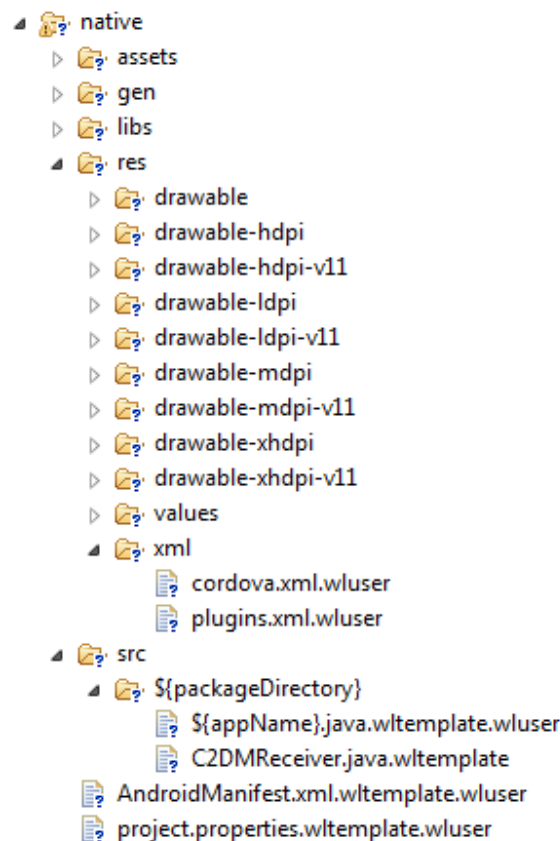 native
assets
gen
libs
res
drawable
drawable-hdpi
drawable-hdpi-v11
drawable-ldpi
drawable-ldpi-v11
drawable-mdpi
drawable-mdpi-v11
drawable-xhdpi
drawable-xhdpi-v11
values
xml
cordova.xml.wluser
plugins.xml.wluser
src
${packageDirectory}
${appName}.java.wltemplate.wluser
C2DMReceiver.java.wltemplate
AndroidManifest.xml.wltemplate.wluser
project.properties.wltemplate.wluser